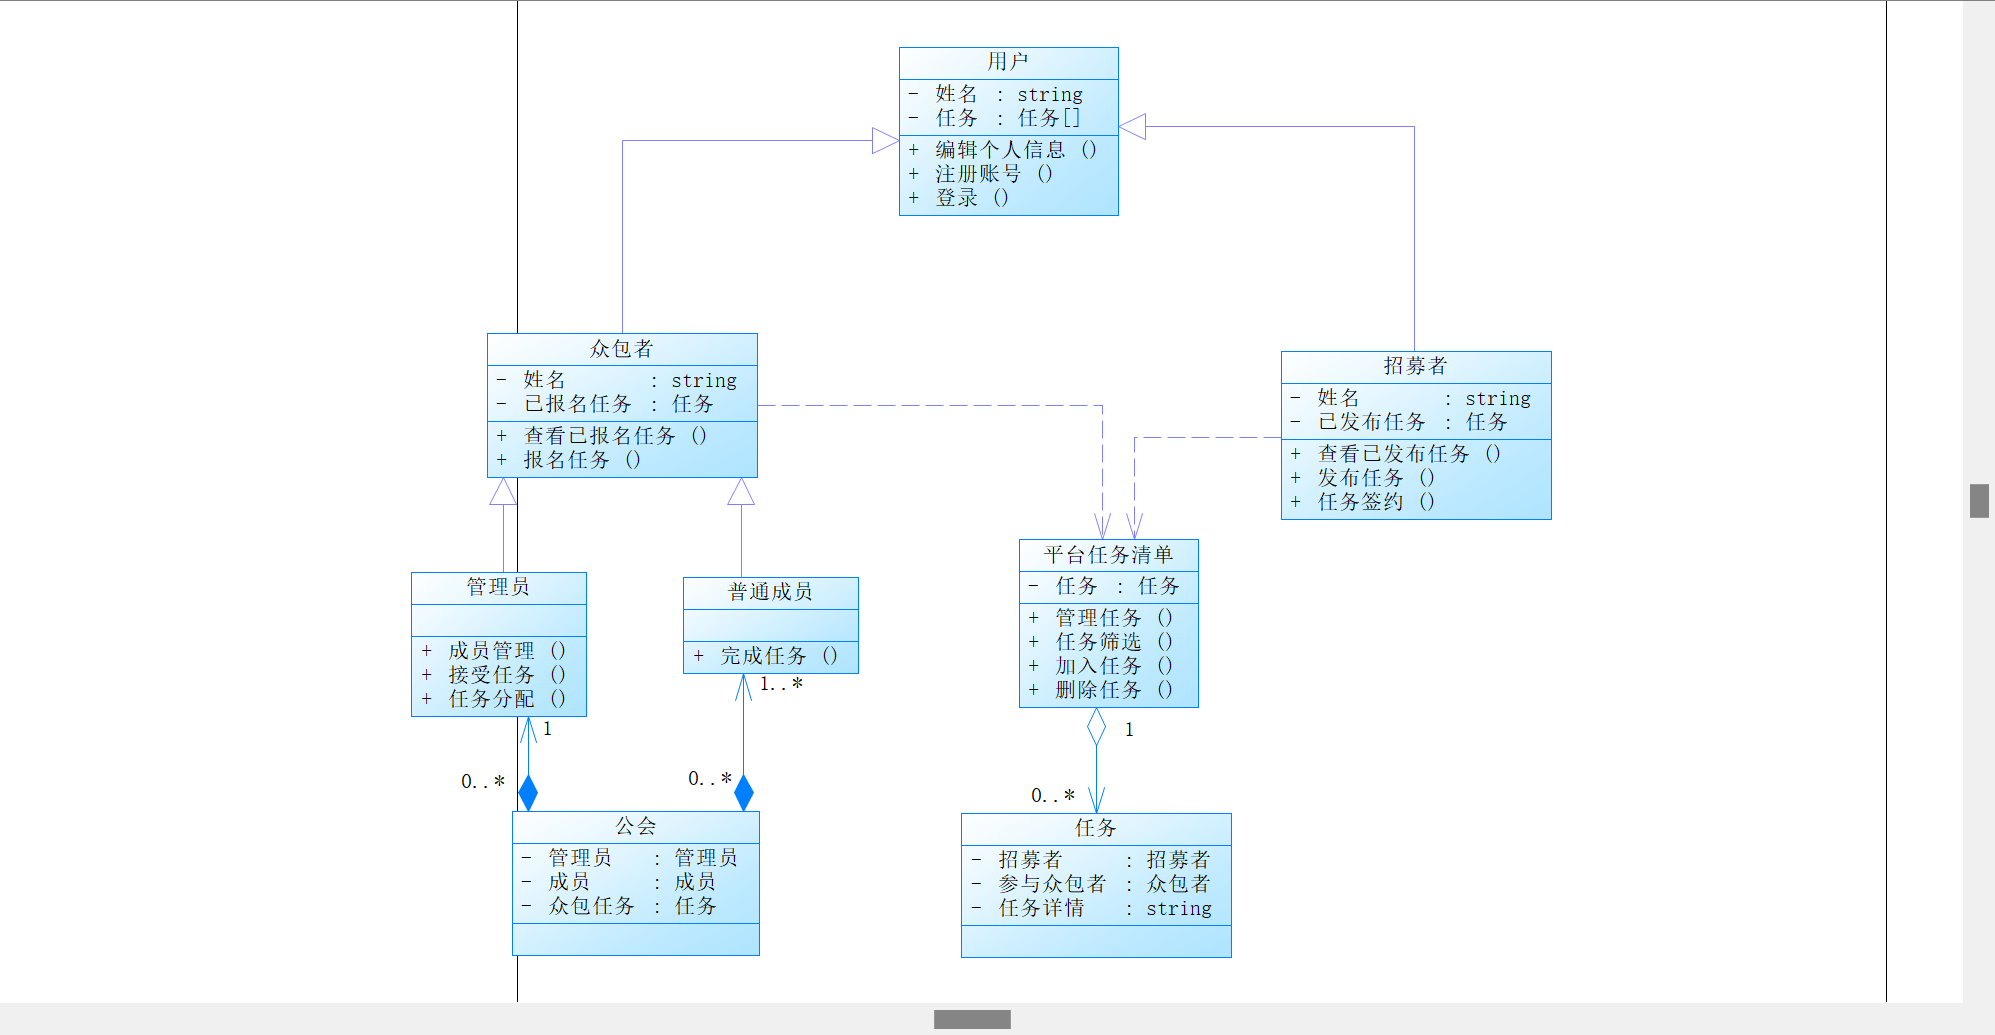 用户
- 姓名 : string
- 任务 : 任务[]
+ 编辑个人信息 ()
+ 注册账号 ()
+ 登录 ()
众包者
- 姓名 : string
- 已报名任务 : 任务
+ 查看已报名任务 ()
+ 报名任务 ()
招募者
- 姓名 : string
- 已发布任务 : 任务
+ 查看已发布任务 ()
+ 发布任务 ()
+ 任务签约 ()
管理员
+ 成员管理 ()
+ 接受任务 ()
+ 任务分配 ()
普通成员
+ 完成任务 ()
平台任务清单
- 任务 : 任务
+ 管理任务 ()
+ 任务筛选 ()
+ 加入任务 ()
+ 删除任务 ()
1
0..*
1..*
0..*
1
0..*
公会
- 管理员 : 管理员
- 成员 : 成员
- 众包任务 : 任务
任务
- 招募者 : 招募者
- 参与众包者 : 众包者
- 任务详情 : string